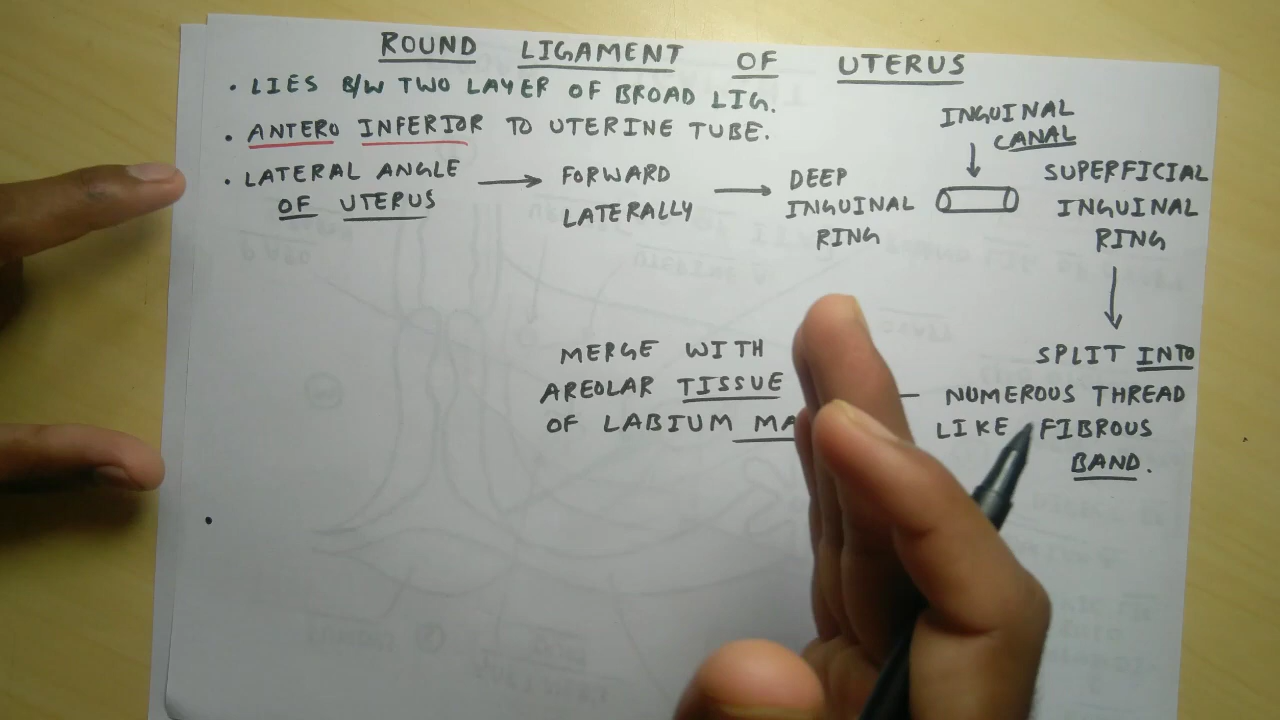 ROUND LIGAMENT OF UTERUS
• LIES B/W TWO LAYER OF BROAD LIG.
• ANTERO INFERIOR TO UTERINE TUBE.
• LATERAL ANGLE
OF UTERUS
→
FORWARD
LATERALLY
→
DEEP
INGUINAL
RING
INGUINAL
CANAL
↓
SUPERFICIAL
INGUINAL
RING
↓
SPLIT INTO
NUMEROUS THREAD
LIKE FIBROUS
BAND.
MERGE WITH
AREOLAR TISSUE
OF LABIUM MA
•